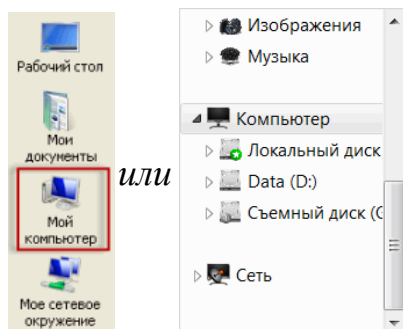 Рабочий стол
Мои
документы
Мой
компьютер
Мое сетевое
окружение
или
Изображения
Музыка
Компьютер
Локальный диск
Data (D:)
Съемный диск (G
Сеть